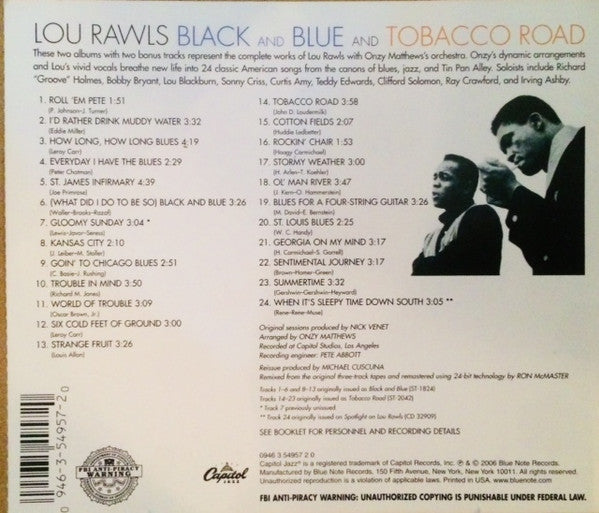 LOU RAWLS BLACK AND BLUE AND TOBACCO ROAD
These two albums with two bonus tracks represent the complete works of Lou Rawls with Onzy Matthews's orchestra. Onzy's dynamic arrangements
and Lou's vivid vocals breathe new life into 24 classic American songs from the canons of blues, jazz, and Tin Pan Alley. Soloists include Richard
"Groove" Holmes, Bobby Bryant, Lou Blackburn, Sonny Criss, Curtis Amy, Teddy Edwards, Clifford Solomon, Ray Crawford, and Irving Ashby.
1. ROLL 'EM PETE 1:51
(P. Johnson–J. Turner)
2. I'D RATHER DRINK MUDDY WATER 3:32
(Eddie Miller)
3. HOW LONG, HOW LONG BLUES 4:19
(Leroy Carr)
4. EVERYDAY I HAVE THE BLUES 2:29
(Peter Chatman)
5. ST. JAMES INFIRMARY 4:39
(Joe Primrose)
6. (WHAT DID I DO TO BE SO) BLACK AND BLUE 3:26
(Waller–Brooks–Razaf)
7. GLOOMY SUNDAY 3:04 *
(Lewis–Javor–Seress)
8. KANSAS CITY 2:10
(J. Leiber–M. Stoller)
9. GOIN' TO CHICAGO BLUES 2:51
(C. Basie–J. Rushing)
10. TROUBLE IN MIND 3:50
(Richard M. Jones)
11. WORLD OF TROUBLE 3:09
(Oscar Brown, Jr.)
12. SIX COLD FEET OF GROUND 3:00
(Leroy Carr)
13. STRANGE FRUIT 3:26
(Louis Allan)
14. TOBACCO ROAD 3:58
(John D. Loudermilk)
15. COTTON FIELDS 2:07
(Huddie Ledbetter)
16. ROCKIN' CHAIR 1:53
(Hoagy Carmichael)
17. STORMY WEATHER 3:00
(H. Arlen–T. Koehler)
18. OL' MAN RIVER 3:47
(J. Kern–O. Hammerstein)
19. BLUES FOR A FOUR-STRING GUITAR 3:26
(M. David–E. Bernstein)
20. ST. LOUIS BLUES 2:25
(W. C. Handy)
21. GEORGIA ON MY MIND 3:17
(H. Carmichael–S. Gorrell)
22. SENTIMENTAL JOURNEY 3:17
(Brown–Homer–Green)
23. SUMMERTIME 3:32
(Gershwin–Gershwin–Heyward)
24. WHEN IT'S SLEEPY TIME DOWN SOUTH 3:05 **
(Rene–Rene–Muse)
Original sessions produced by NICK VENET
Arranged by ONZY MATTHEWS
Recorded at Capitol Studios, Los Angeles
Recording engineer: PETE ABBOTT
Reissue produced by MICHAEL CUSCUNA
Remixed from the original three-track tapes and remastered using 24-bit technology by RON McMASTER
Tracks 1–6 and 8–13 originally issued as Black and Blue (ST-1824)
Tracks 14–23 originally issued as Tobacco Road (ST-2042)
* Track 7 previously unissued
** Track 24 originally issued on Spotlight on Lou Rawls (CD 32909)
SEE BOOKLET FOR PERSONNEL AND RECORDING DETAILS
0 946 3-54957-2 0
FBI ANTI-PIRACY
WARNING
Capitol
JAZZ
0946 3 54957 2 0
Capitol Jazz® is a registered trademark of Capitol Records, Inc. ℗ & © 2006 Blue Note Records.
Manufactured by Blue Note Records, 150 Fifth Avenue, New York, New York 10011. All rights reserved.
Unauthorized reproduction is a violation of applicable laws. Printed in USA. www.bluenote.com
FBI ANTI-PIRACY WARNING: UNAUTHORIZED COPYING IS PUNISHABLE UNDER FEDERAL LAW.